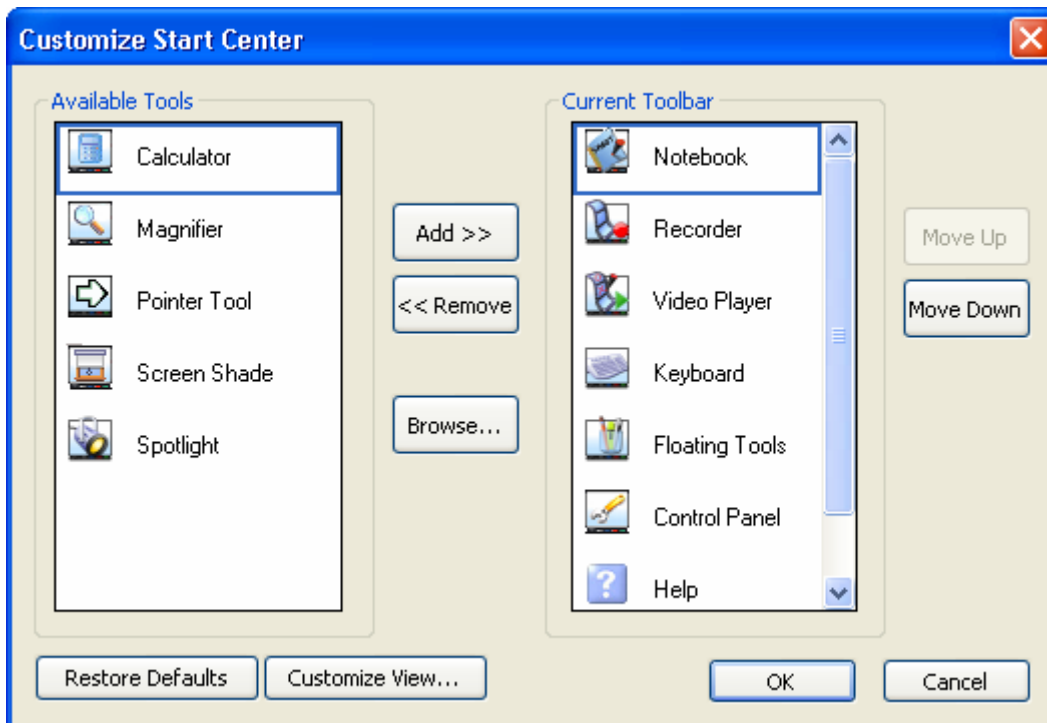 Customize Start Center
Available Tools
Calculator
Magnifier
Pointer Tool
Screen Shade
Spotlight
Add >>
<< Remove
Browse...
Current Toolbar
Notebook
Recorder
Video Player
Keyboard
Floating Tools
Control Panel
? Help
Move Up
Move Down
Restore Defaults
Customize View...
OK
Cancel